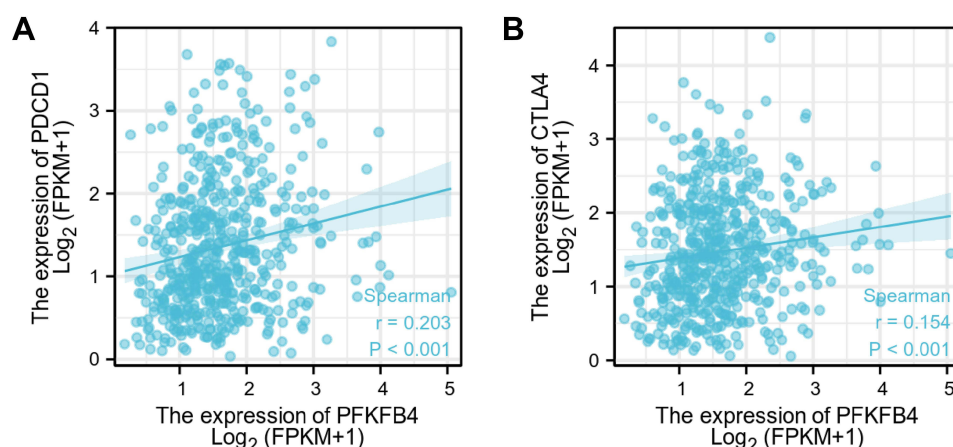 A
The expression of PDCD1
Log2 (FPKM+1)
4
3
2
1
0
Spearman
r = 0.203
P < 0.001
1 2 3 4 5
The expression of PFKFB4
Log2 (FPKM+1)
B
The expression of CTLA4
Log2 (FPKM+1)
4
3
2
1
0
Spearman
r = 0.154
P < 0.001
1 2 3 4 5
The expression of PFKFB4
Log2 (FPKM+1)